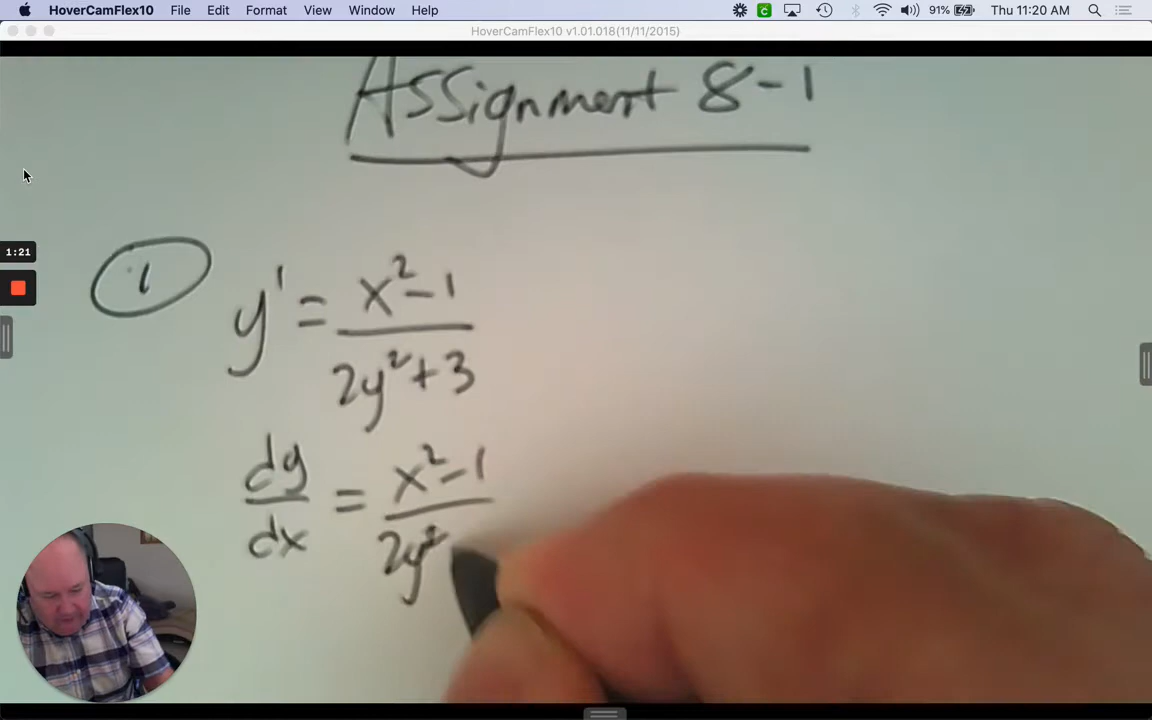 HoverCamFlex10 File Edit Format View Window Help 91% Thu 11:20 AM
HoverCamFlex10 v1.01.018(11/11/2015)
Assignment 8-1
1:21
① y' = x²-1 / 2y²+3
dy/dx = x²-1 / 2y²